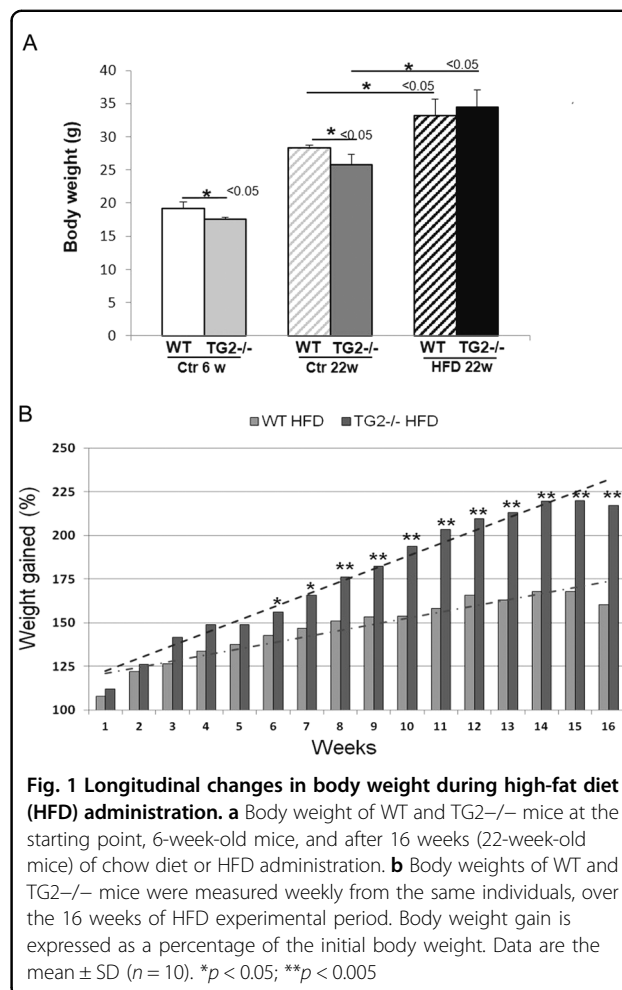 A
* <0.05
* <0.05
* <0.05
* <0.05
40
35
30
25
20
15
10
5
0
Body weight (g)
WT TG2-/- WT TG2-/- WT TG2-/-
Ctr 6 w Ctr 22w HFD 22w
B
WT HFD TG2-/- HFD
250
225
200
175
150
125
100
Weight gained (%)
* * ** ** ** ** ** ** ** ** **
1 2 3 4 5 6 7 8 9 10 11 12 13 14 15 16
Weeks
Fig. 1 Longitudinal changes in body weight during high-fat diet
(HFD) administration. a Body weight of WT and TG2−/− mice at the
starting point, 6-week-old mice, and after 16 weeks (22-week-old
mice) of chow diet or HFD administration. b Body weights of WT and
TG2−/− mice were measured weekly from the same individuals, over
the 16 weeks of HFD experimental period. Body weight gain is
expressed as a percentage of the initial body weight. Data are the
mean ± SD (n = 10). *p < 0.05; **p < 0.005